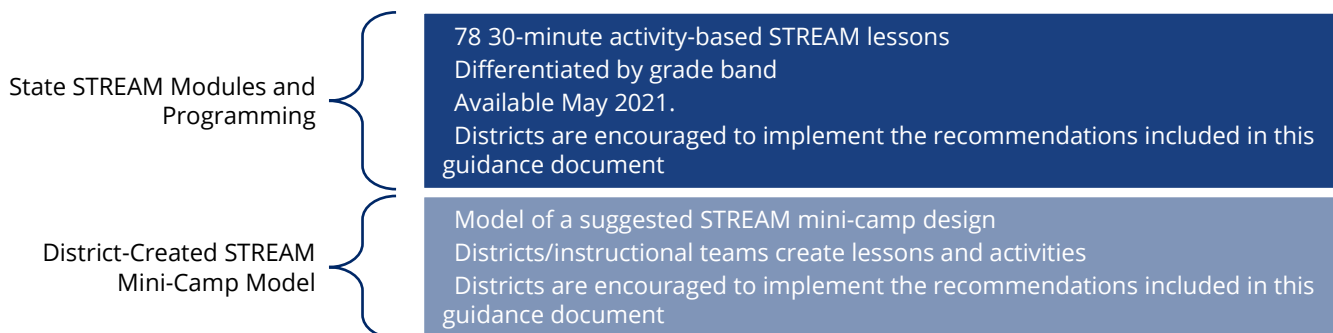 State STREAM Modules and
Programming
78 30-minute activity-based STREAM lessons
Differentiated by grade band
Available May 2021.
Districts are encouraged to implement the recommendations included in this
guidance document
District-Created STREAM
Mini-Camp Model
Model of a suggested STREAM mini-camp design
Districts/instructional teams create lessons and activities
Districts are encouraged to implement the recommendations included in this
guidance document